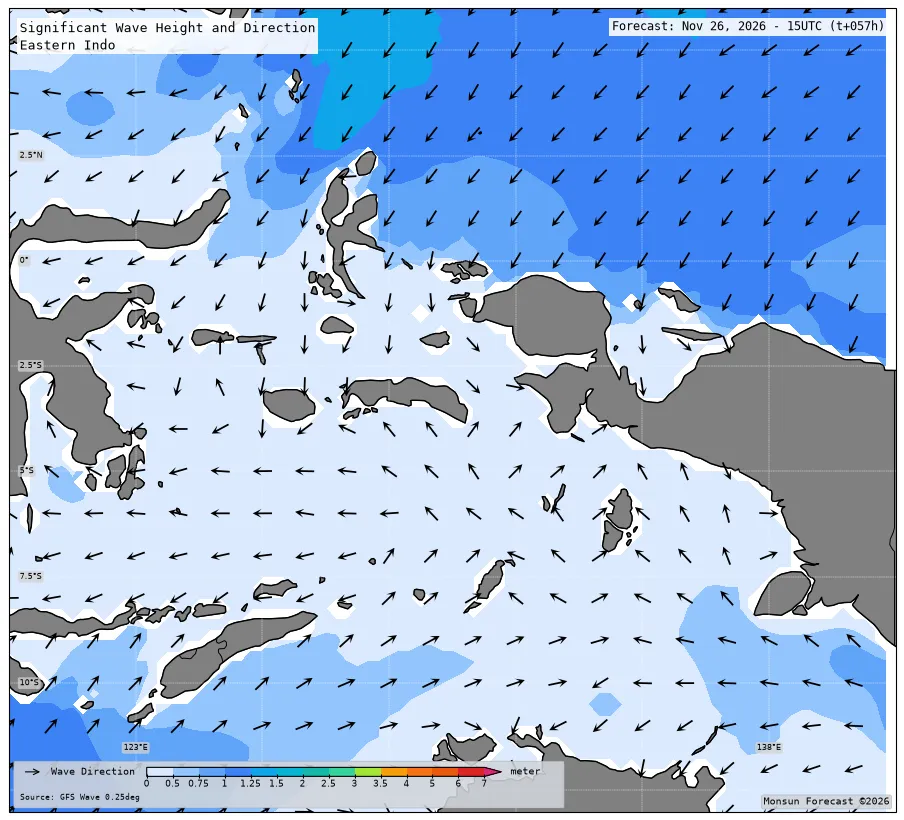 Significant Wave Height and Direction
Eastern Indo
Forecast: Nov 26, 2026 - 15UTC (t+057h)
2.5°N
0°
2.5°S
5°S
7.5°S
10°S
123°E
138°E
Wave Direction
meter
0 0.5 0.75 1.25 1.5 2 2.5 3 3.5 4 5 6 7
Source: GFS Wave 0.25deg
Monsun Forecast ©2026